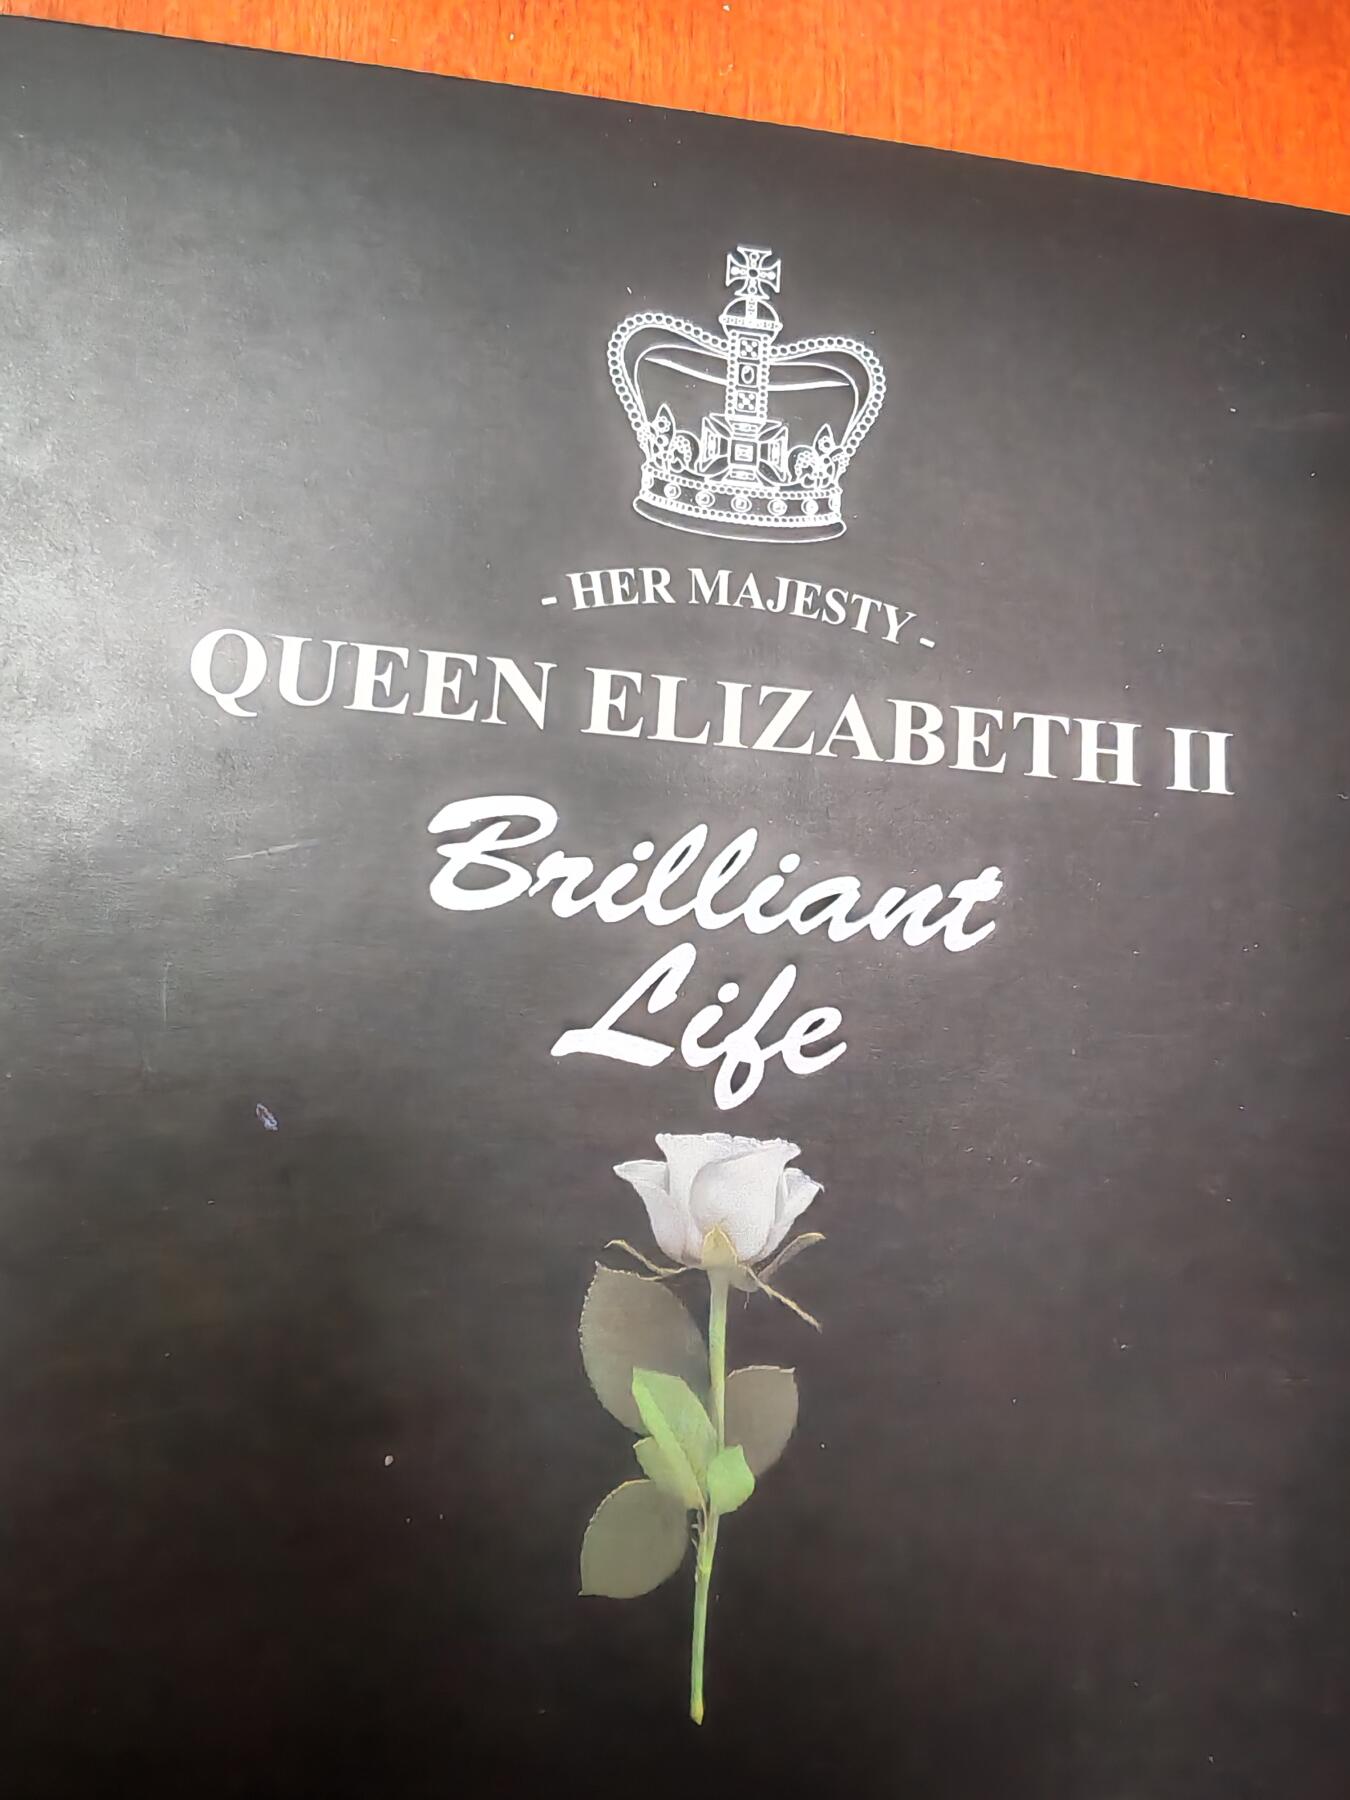 - HER MAJESTY -
QUEEN ELIZABETH II
Brilliant
Life